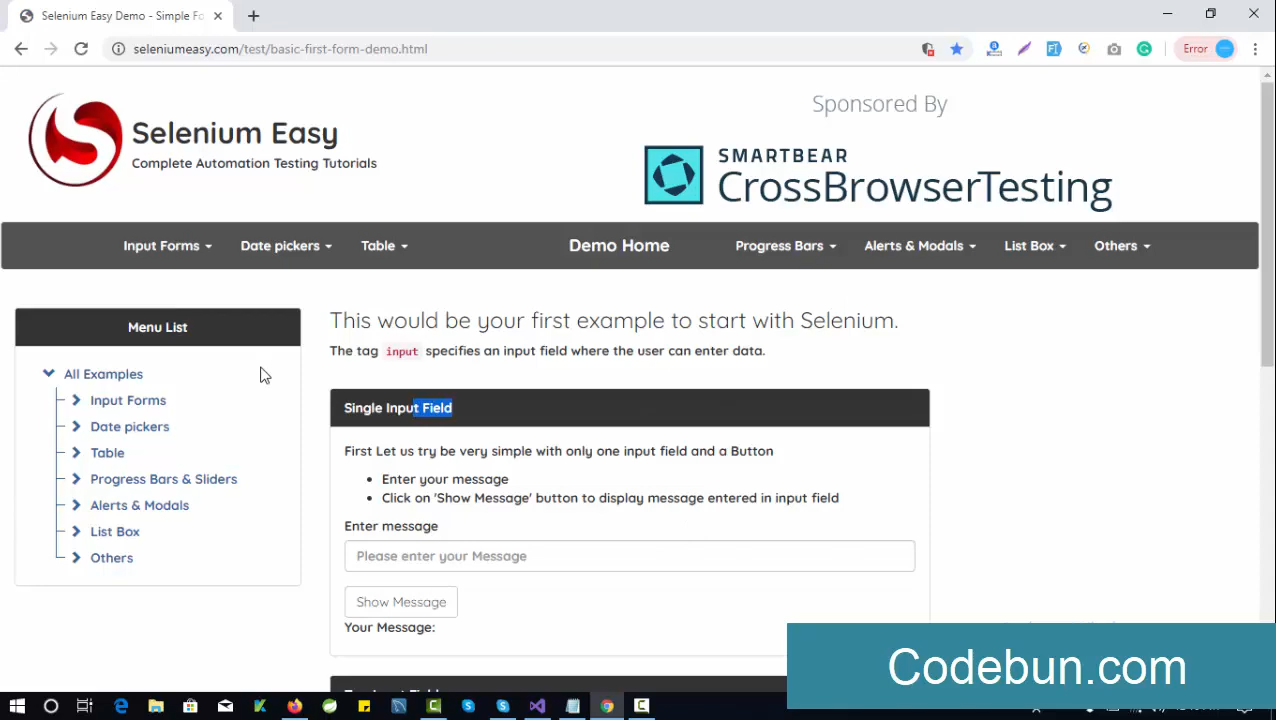 Selenium Easy Demo - Simple Fo
seleniumeasy.com/test/basic-first-form-demo.html
Error
Selenium Easy
Complete Automation Testing Tutorials
Sponsored By
SMARTBEAR
CrossBrowserTesting
Input Forms
Date pickers
Table
Demo Home
Progress Bars
Alerts & Modals
List Box
Others
Menu List
All Examples
Input Forms
Date pickers
Table
Progress Bars & Sliders
Alerts & Modals
List Box
Others
This would be your first example to start with Selenium.
The tag input specifies an input field where the user can enter data.
Single Input Field
First Let us try be very simple with only one input field and a Button
Enter your message
Click on 'Show Message' button to display message entered in input field
Enter message
Please enter your Message
Show Message
Your Message:
Codebun.com